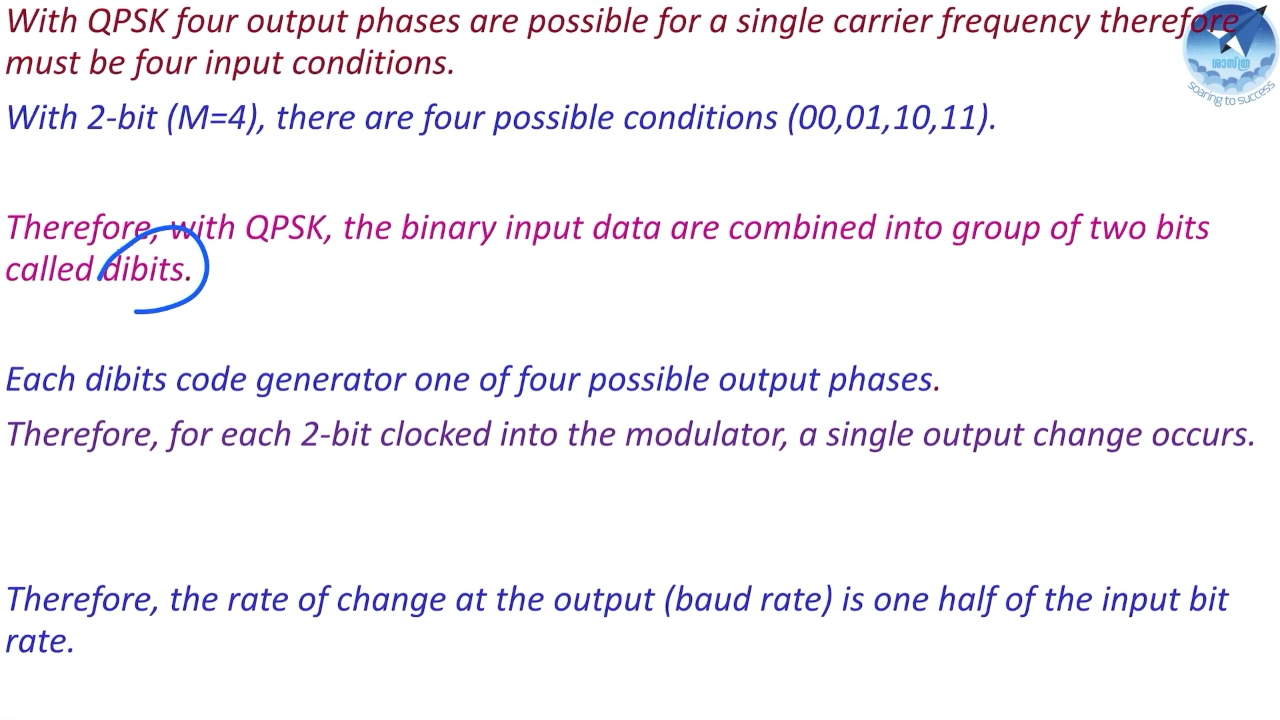 With QPSK four output phases are possible for a single carrier frequency therefore
must be four input conditions.
With 2-bit (M=4), there are four possible conditions (00,01,10,11).
Therefore, with QPSK, the binary input data are combined into group of two bits
called dibits.
Each dibits code generator one of four possible output phases.
Therefore, for each 2-bit clocked into the modulator, a single output change occurs.
Therefore, the rate of change at the output (baud rate) is one half of the input bit
rate.
ശാസ്ത്ര
soaring to success